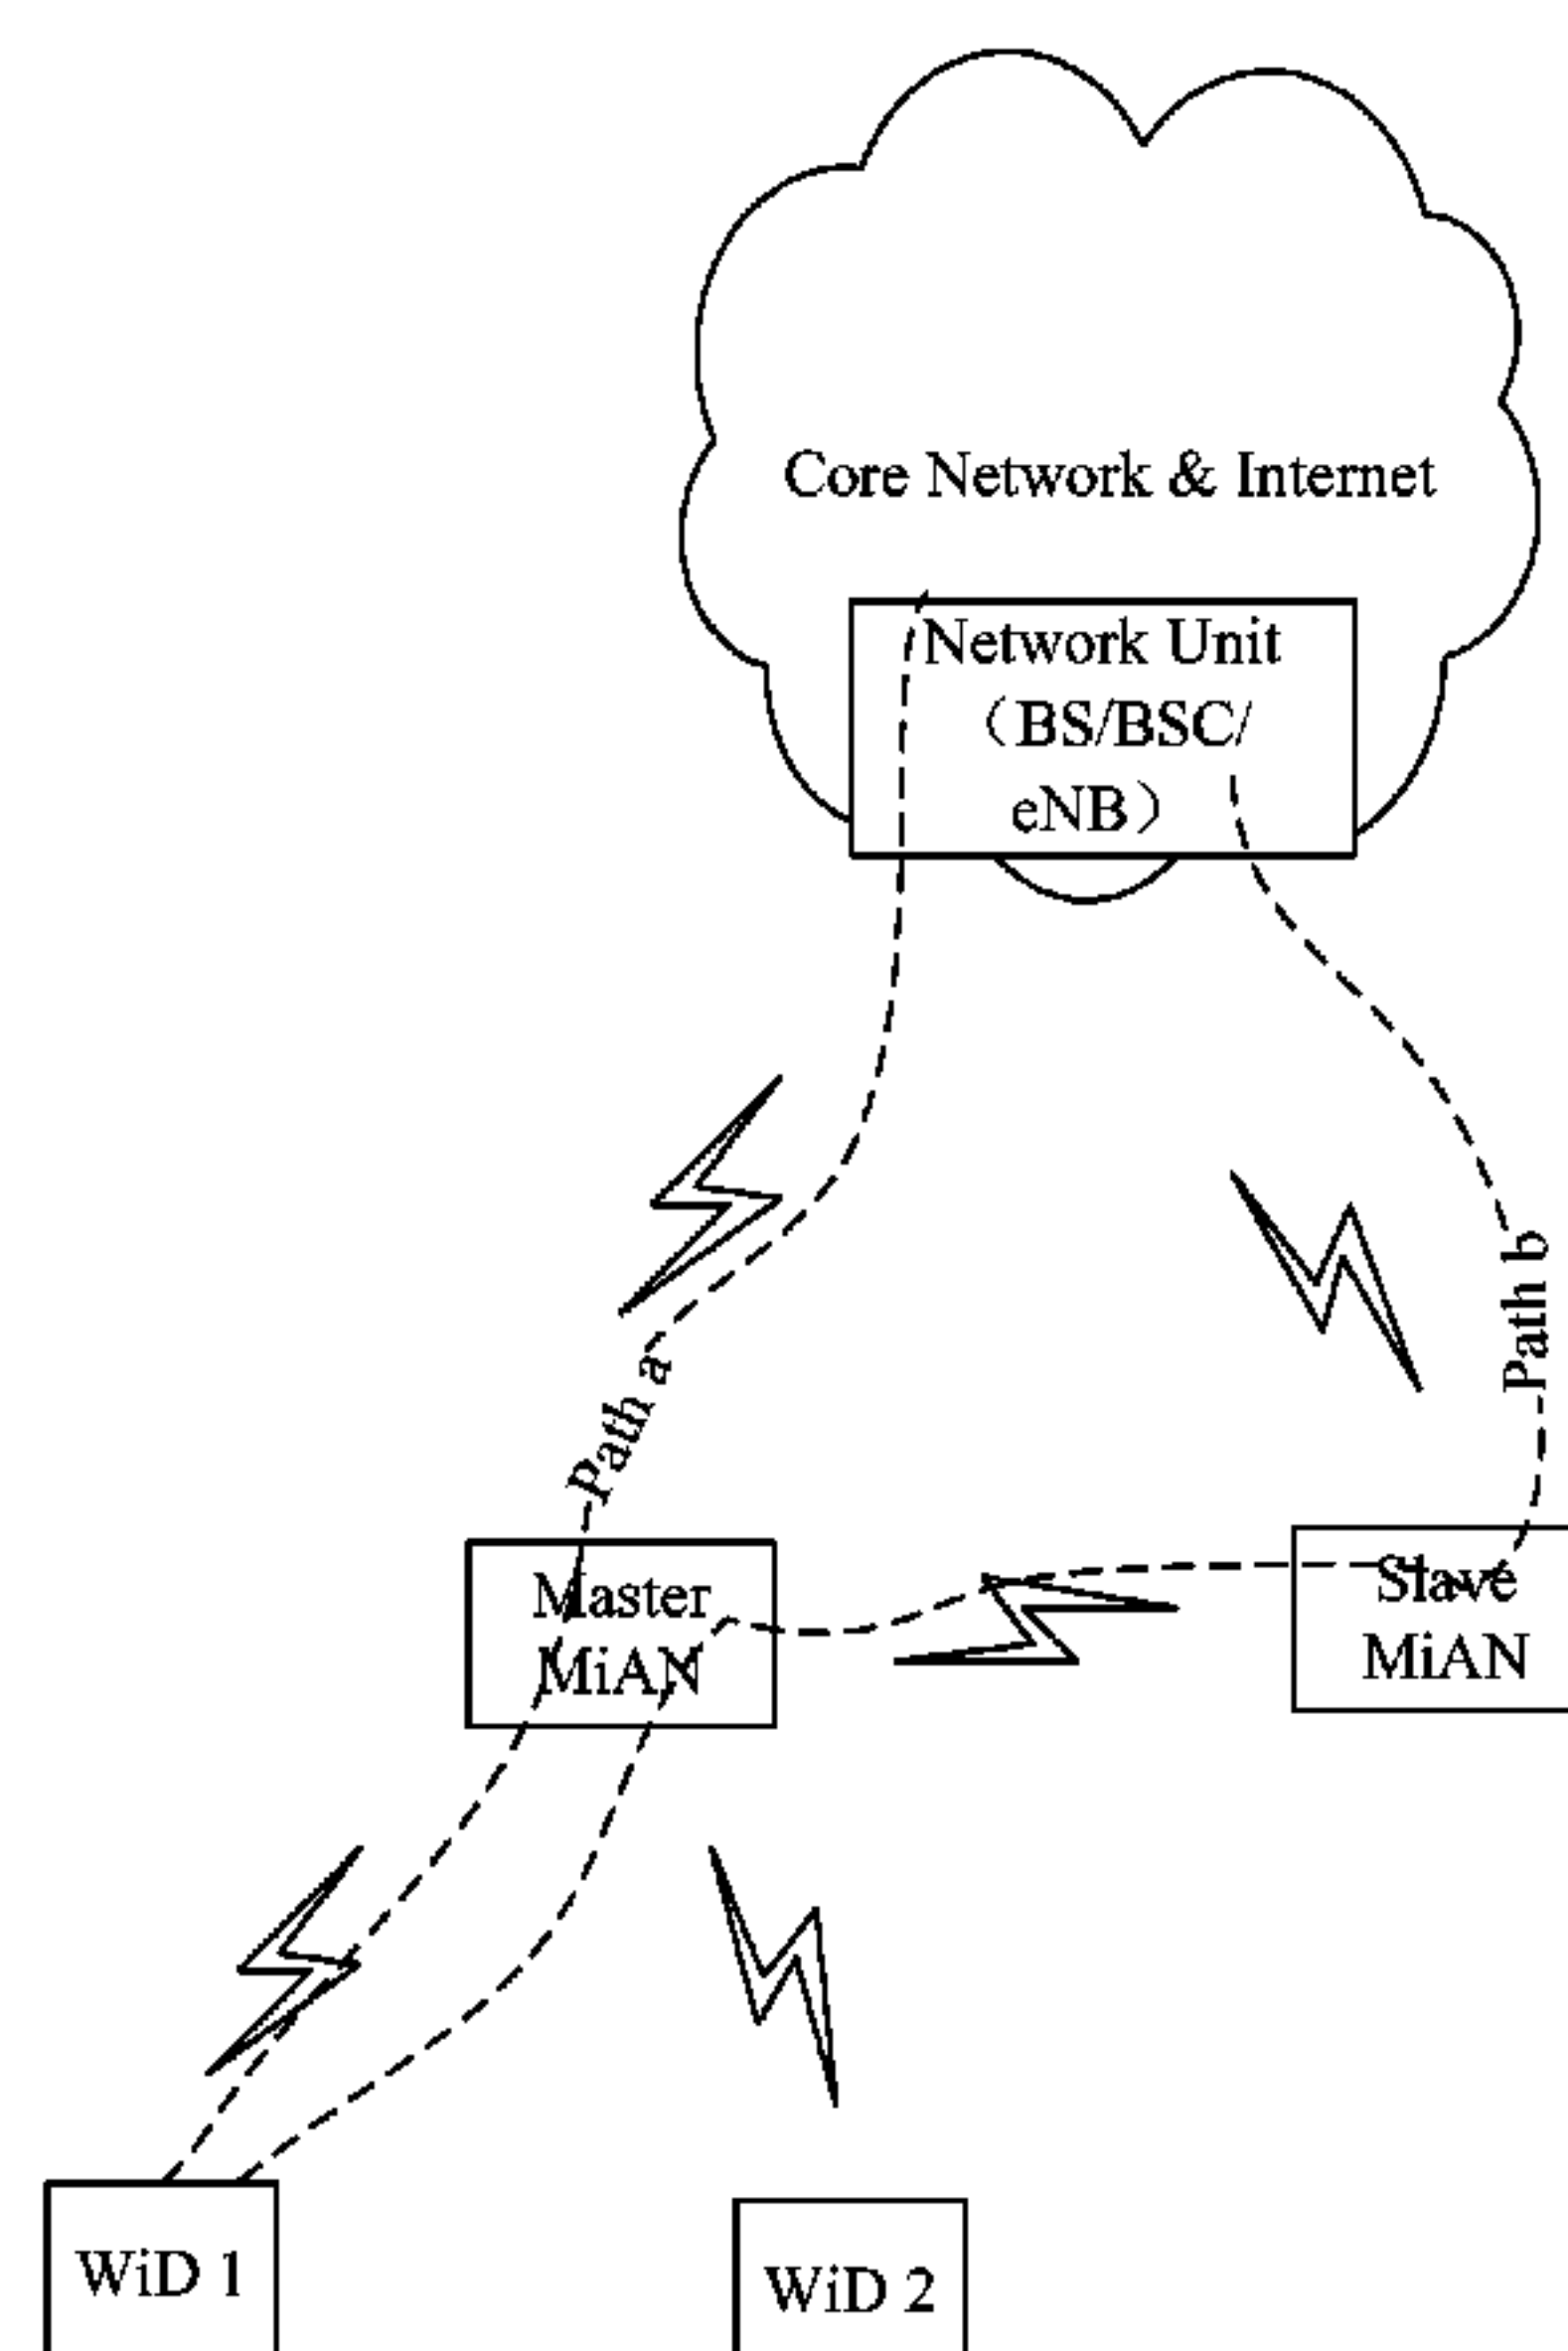 Core Network & Internet
Network Unit
（BS/BSC/
eNB）
Path a
Path b
Master
MiAN
Slave
MiAN
WiD 1
WiD 2